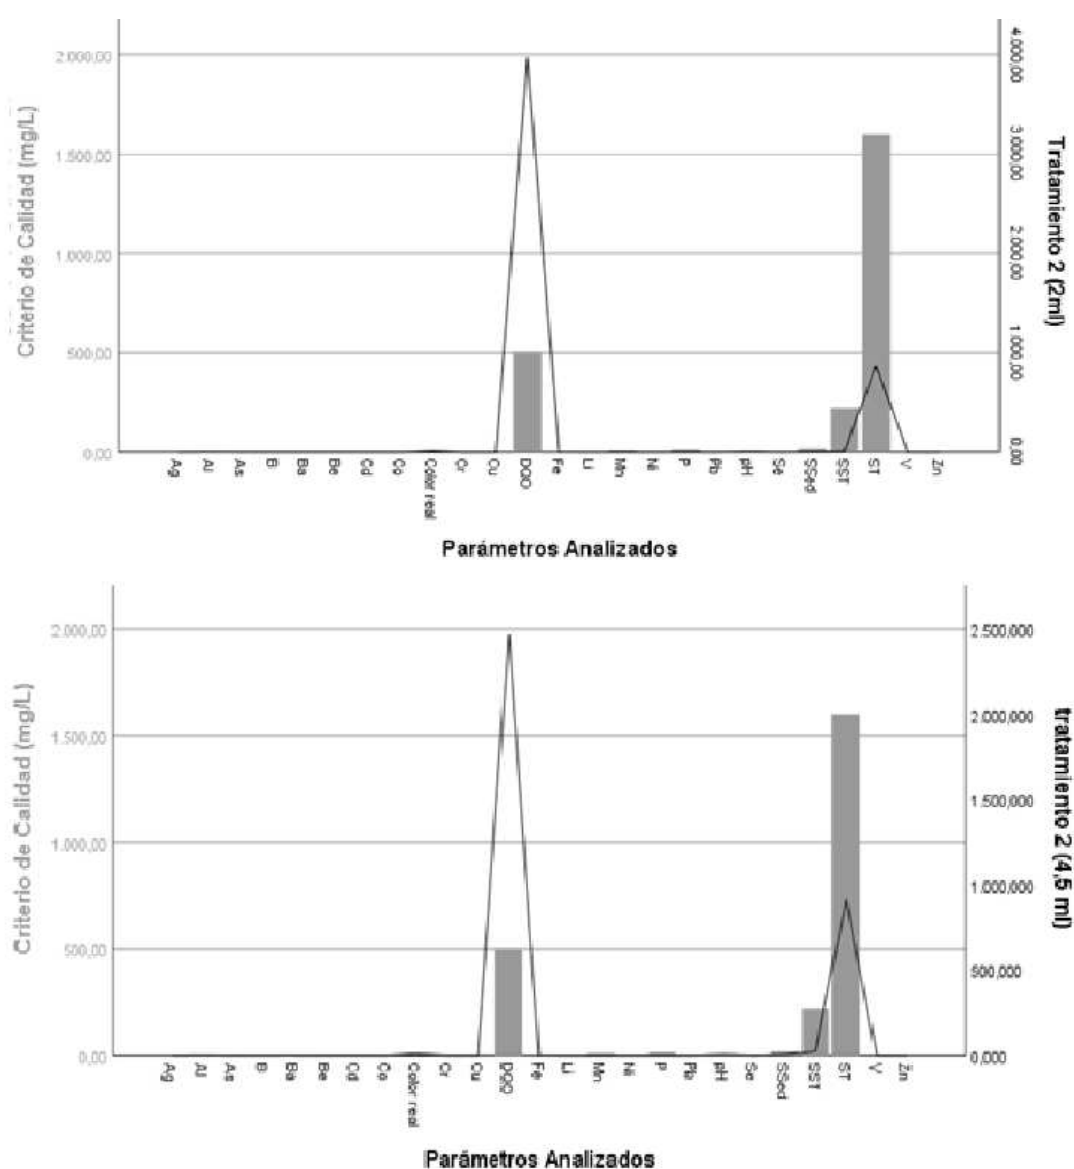 Criterio de Calidad (mg/L)
2.000,00
1.500,00
1.000,00
500,00
0,00
4.000,00
3.000,00
2.000,00
1.000,00
0,00
Tratamiento 2 (2ml)
Ag
Al
As
B
Ba
Be
Cd
Co
Color real
Cr
Cu
DQO
Fe
Li
Mn
Ni
P
Pb
pH
Se
SSed
SST
ST
V
Zn
Parámetros Analizados
Criterio de Calidad (mg/L)
2.000,00
1.500,00
1.000,00
500,00
0,00
2.500,000
2.000,000
1.500,000
1.000,000
500,000
0,000
tratamiento 2 (4,5 ml)
Ag
Al
As
B
Ba
Be
Cd
Co
Color real
Cr
Cu
DQO
Fe
Li
Mn
Ni
P
Pb
pH
Se
SSed
SST
ST
V
Zn
Parámetros Analizados